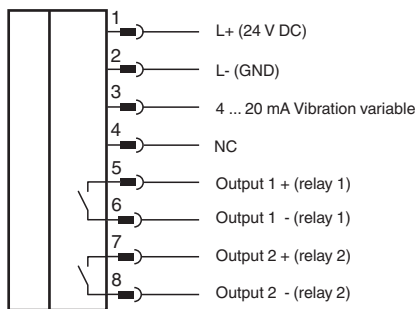 1 L+ (24 V DC)
2 L- (GND)
3 4 ... 20 mA Vibration variable
4 NC
5 Output 1 + (relay 1)
6 Output 1 - (relay 1)
7 Output 2 + (relay 2)
8 Output 2 - (relay 2)